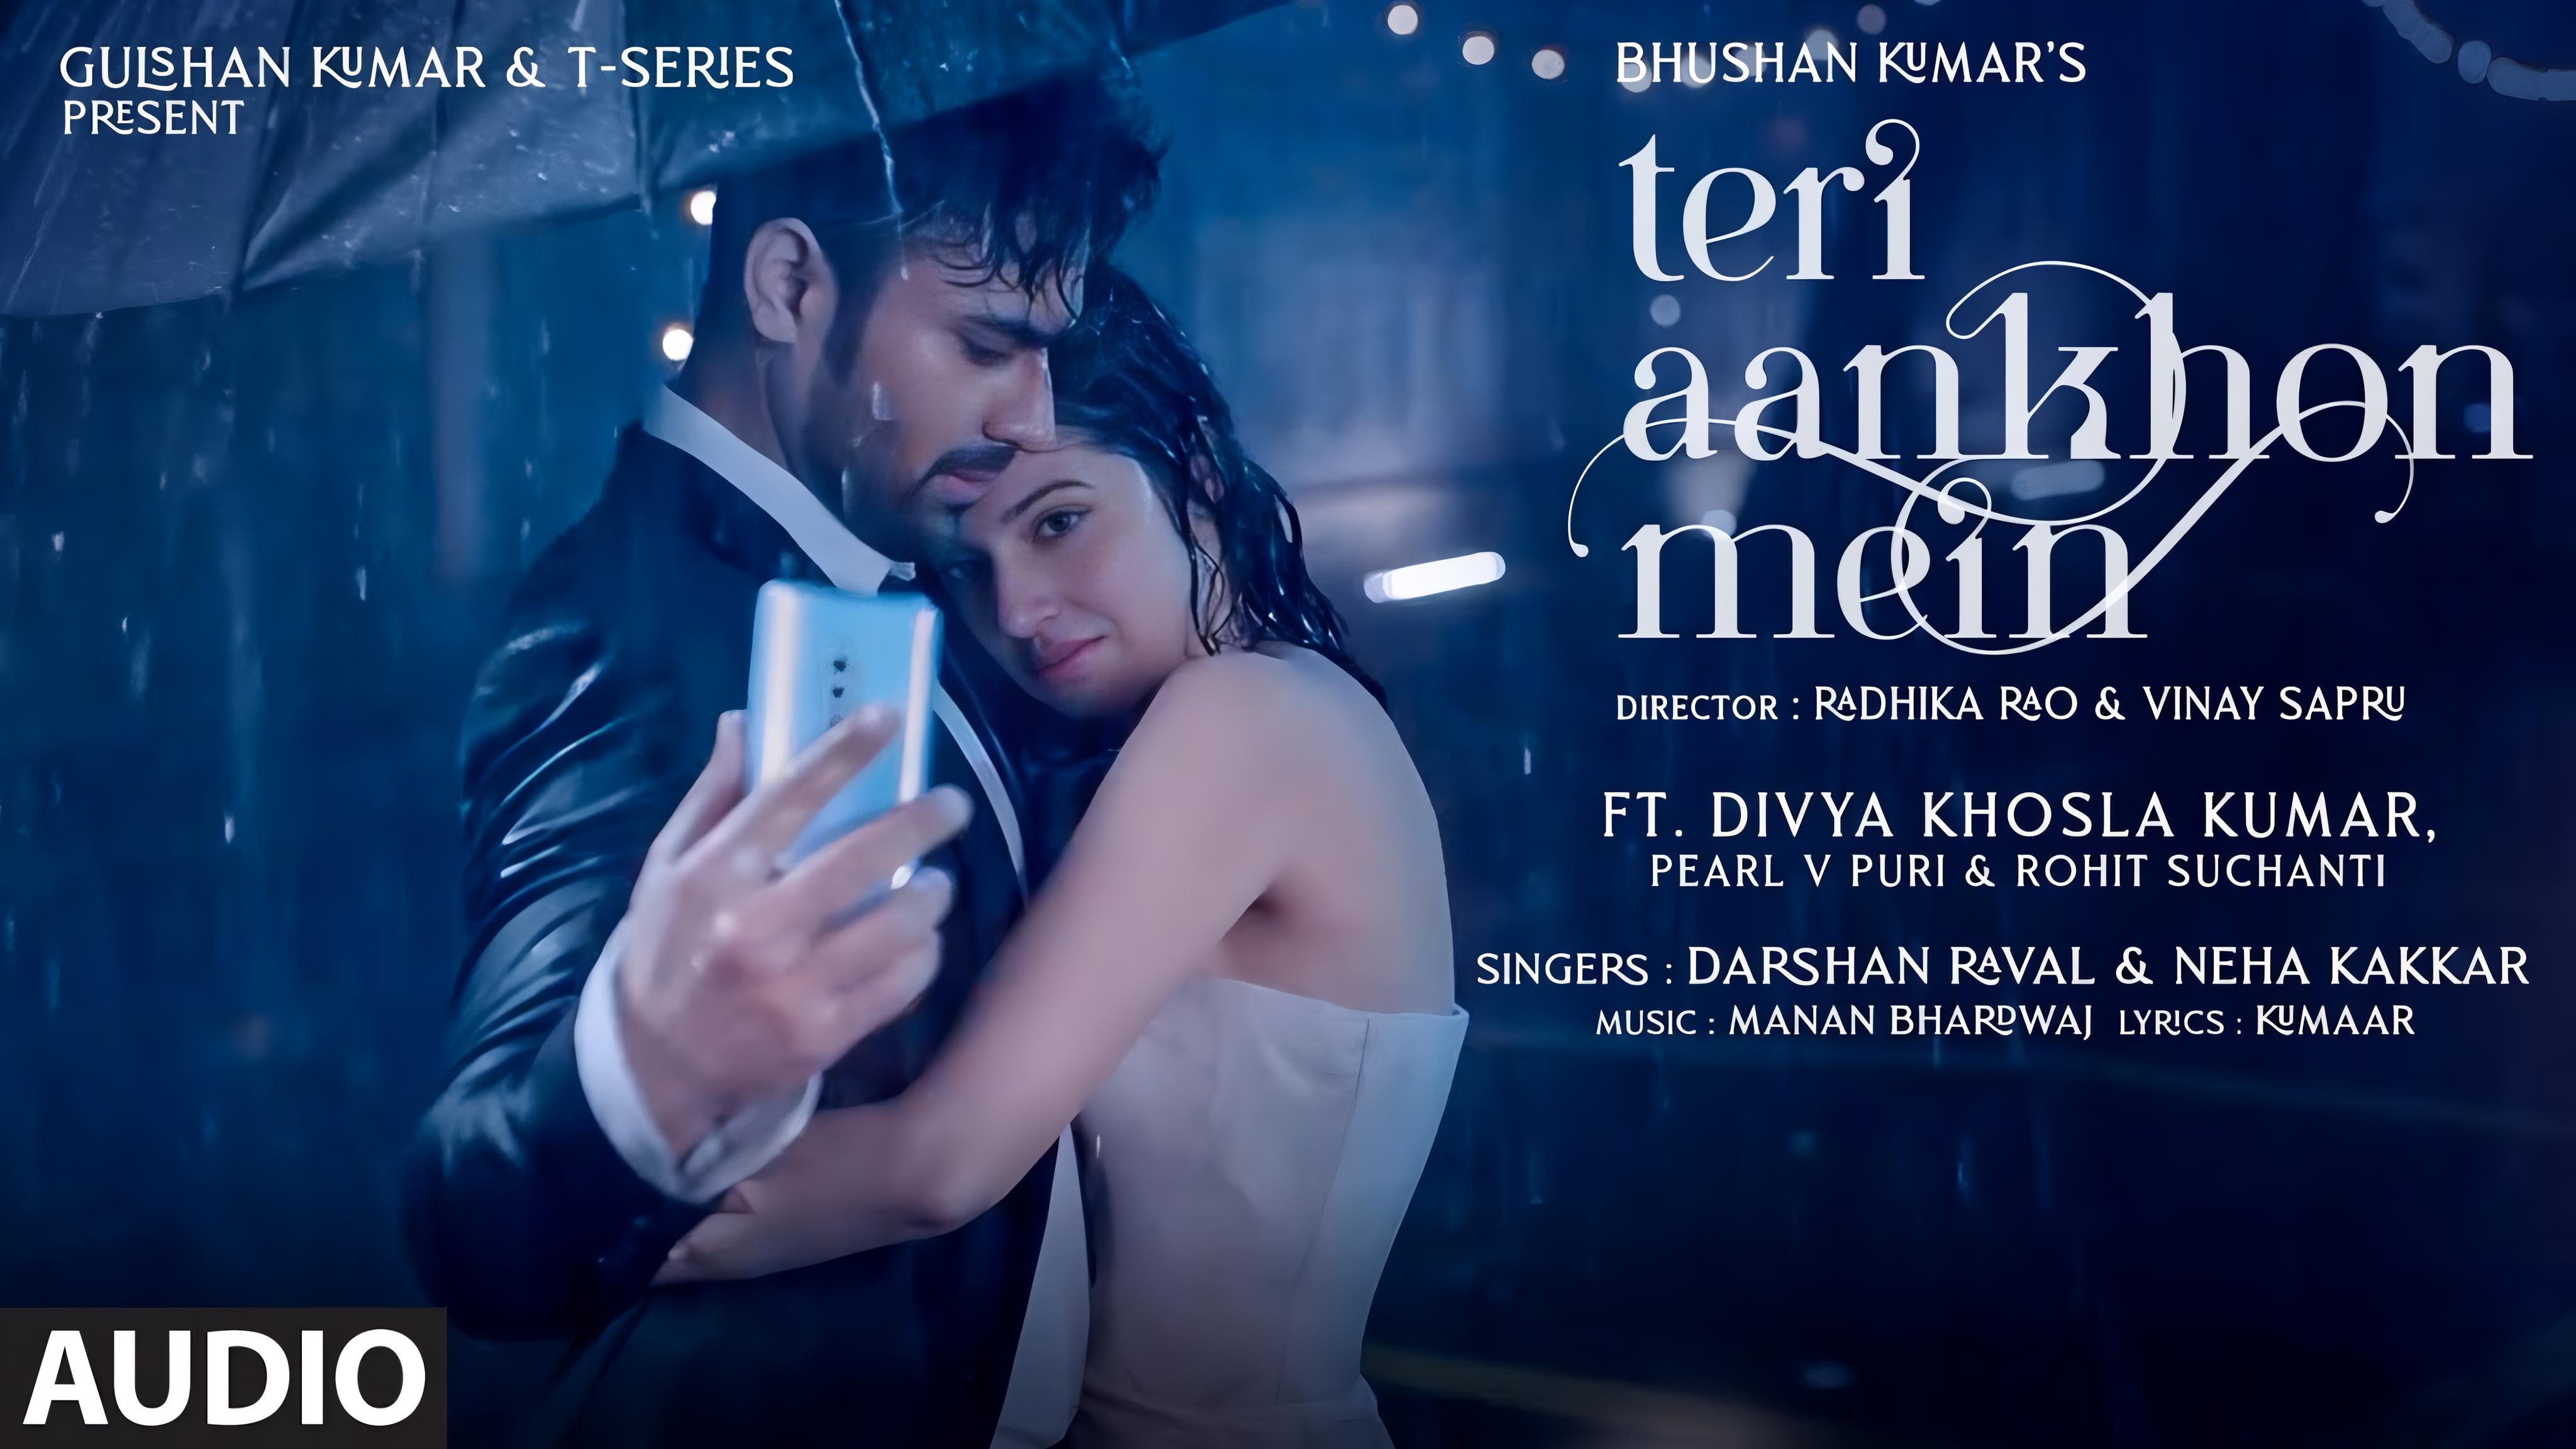 GULSHAN KUMAR & T-SERIES
PRESENT
BHUSHAN KUMAR'S
teri
aankhon
mein
DIRECTOR : RADHIKA RAO & VINAY SAPRU
FT. DIVYA KHOSLA KUMAR,
PEARL V PURI & ROHIT SUCHANTI
SINGERS : DARSHAN RAVAL & NEHA KAKKAR
MUSIC : MANAN BHARDWAJ LYRICS : KUMAAR
AUDIO